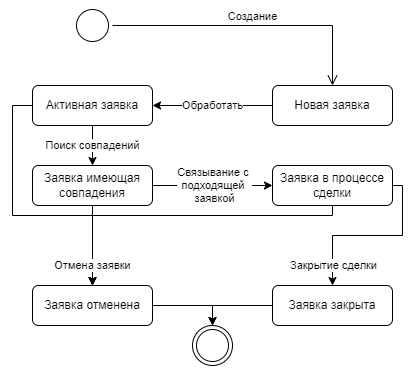 Создание
Активная заявка
Обработать
Новая заявка
Поиск совпадений
Заявка имеющая
совпадения
Связывание с
подходящей
заявкой
Заявка в процессе
сделки
Отмена заявки
Закрытие сделки
Заявка отменена
Заявка закрыта